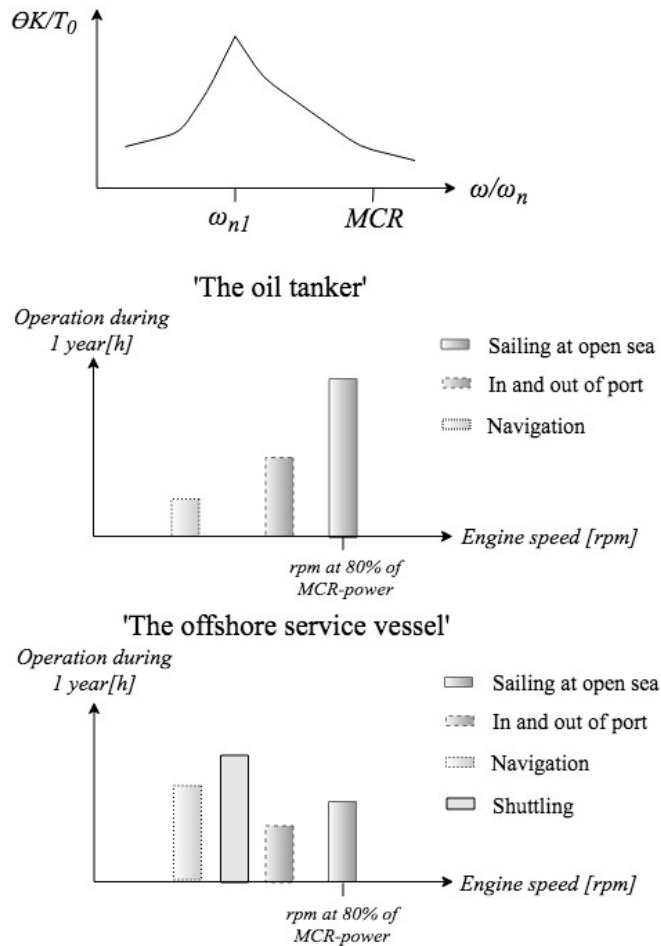 ΘK/T₀
ω/ωₙ
ωₙ₁
MCR
'The oil tanker'
Operation during
1 year[h]
Sailing at open sea
In and out of port
Navigation
Engine speed [rpm]
rpm at 80% of
MCR-power
'The offshore service vessel'
Operation during
1 year[h]
Sailing at open sea
In and out of port
Navigation
Shuttling
Engine speed [rpm]
rpm at 80% of
MCR-power